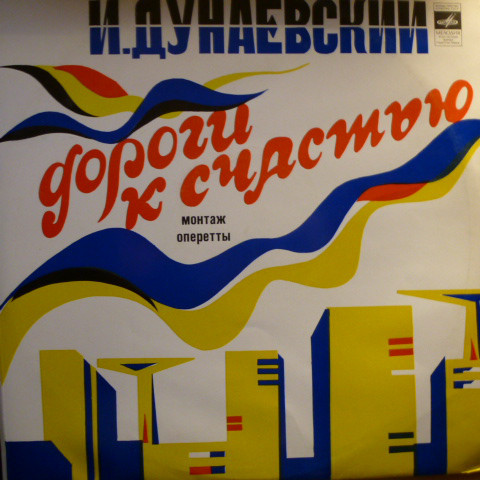 И.ДУНАЕВСКИЙ
дороги
к счастью
монтаж
оперетты